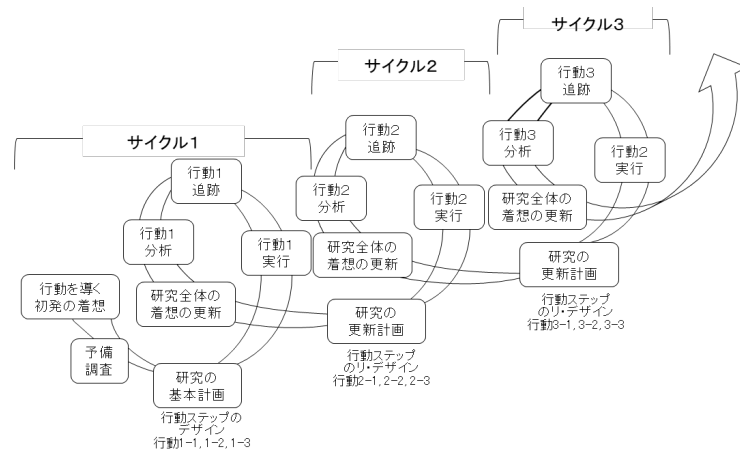 サイクル1
行動1
追跡
行動1
分析
行動1
実行
研究全体の
着想の更新
行動を導く
初発の着想
予備
調査
研究の
基本計画
行動ステップの
デザイン
行動1-1,1-2,1-3
サイクル2
行動2
追跡
行動2
分析
行動2
実行
研究全体の
着想の更新
研究の
更新計画
行動ステップ
のリ・デザイン
行動2-1,2-2,2-3
サイクル3
行動3
追跡
行動3
分析
行動2
実行
研究全体の
着想の更新
研究の
更新計画
行動ステップ
のリ・デザイン
行動3-1,3-2,3-3